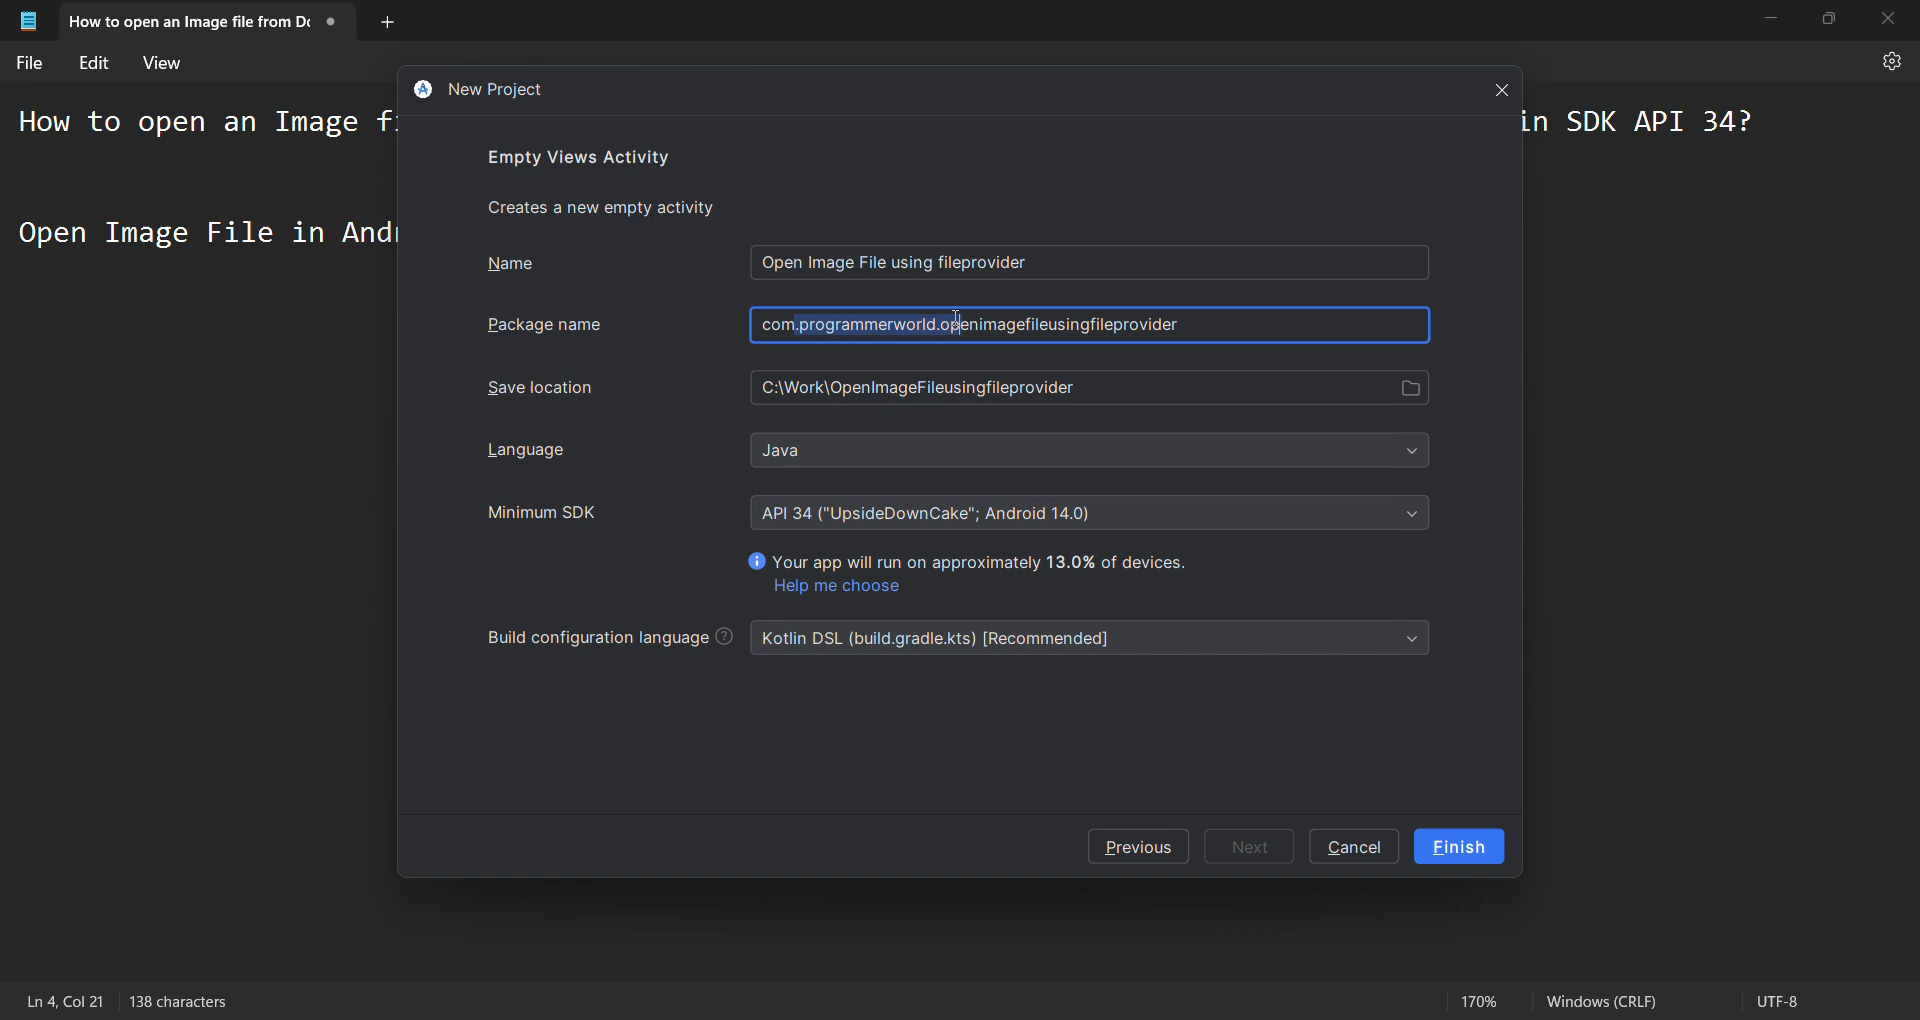 How to open an Image file from Do
File Edit View
New Project
How to open an Image fi
in SDK API 34?
Empty Views Activity
Creates a new empty activity
Open Image File in Andr
Name Open Image File using fileprovider
Package name com.programmerworld.openimagefileusingfileprovider
Save location C:\Work\OpenImageFileusingfileprovider
Language Java
Minimum SDK API 34 ("UpsideDownCake"; Android 14.0)
Your app will run on approximately 13.0% of devices.
Help me choose
Build configuration language Kotlin DSL (build.gradle.kts) [Recommended]
Previous Next Cancel Finish
Ln 4, Col 21 138 characters 170% Windows (CRLF) UTF-8